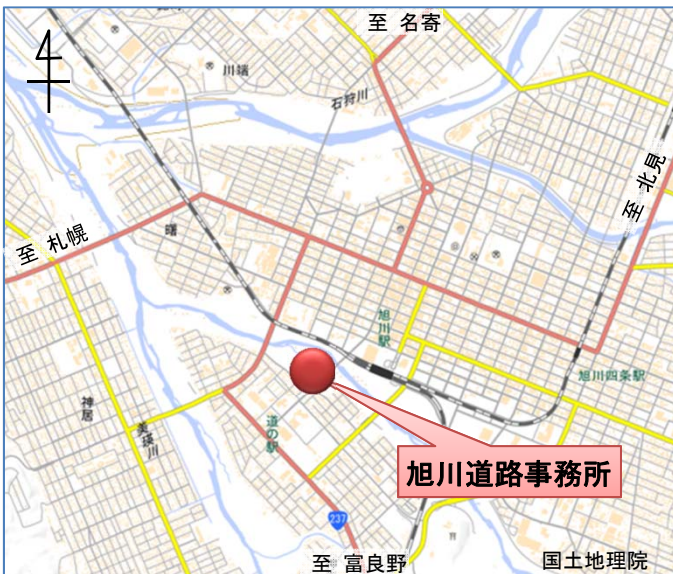 至 名寄
川端
石狩川
至 北見
至 札幌
曙
旭川駅
旭川四条駅
神居
美瑛川
道の駅
旭川道路事務所
237
至 富良野
国土地理院